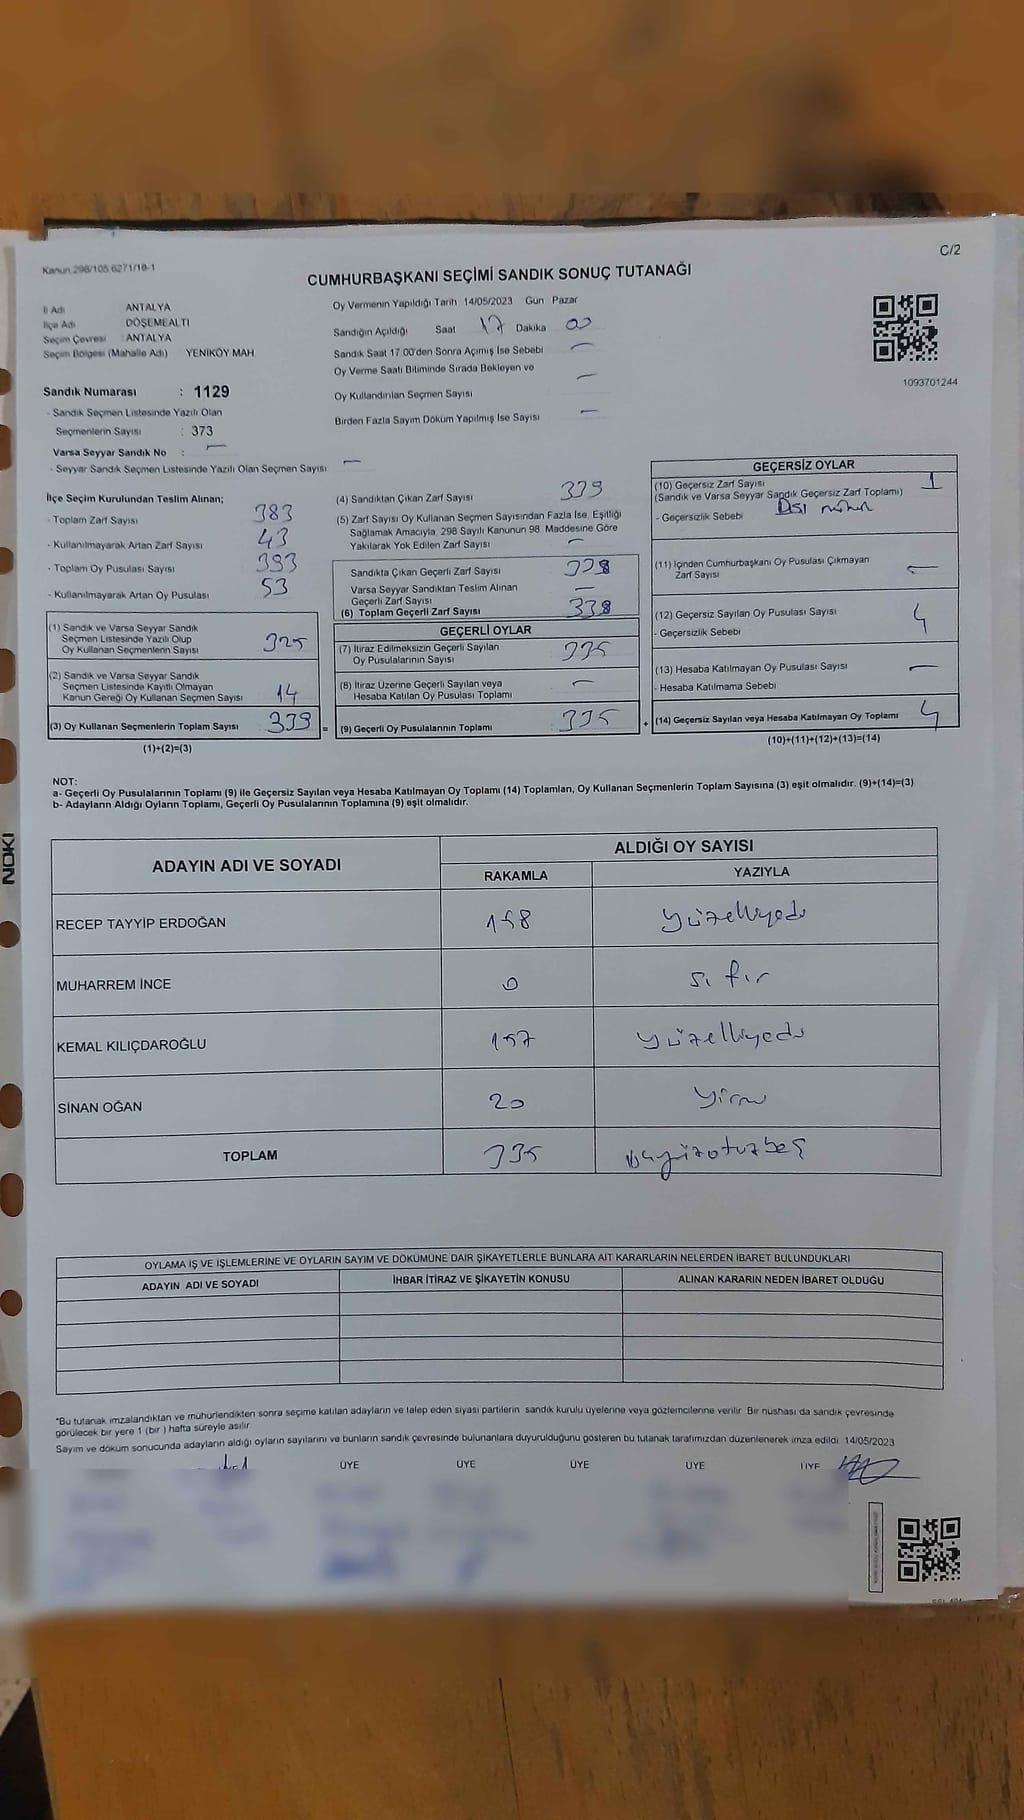 Kanun.298/105.6271/18-1
C/2
CUMHURBAŞKANI SEÇİMİ SANDIK SONUÇ TUTANAĞI
İl Adı ANTALYA
İlçe Adı DÖŞEMEALTI
Seçim Çevresi : ANTALYA
Seçim Bölgesi (Mahalle Adı) YENİKÖY MAH
Sandık Numarası : 1129
- Sandık Seçmen Listesinde Yazılı Olan
Seçmenlerin Sayısı : 373
Varsa Seyyar Sandık No : —
- Seyyar Sandık Seçmen Listesinde Yazılı Olan Seçmen Sayısı —
Oy Vermenin Yapıldığı Tarih 14/05/2023 Gün Pazar
Sandığın Açıldığı Saat 17 Dakika 00
Sandık Saat 17.00'den Sonra Açımış İse Sebebi —
Oy Verme Saati Bitiminde Sırada Bekleyen ve
Oy Kullandırılan Seçmen Sayısı —
Birden Fazla Sayım Döküm Yapılmış İse Sayısı —
1093701244
İlçe Seçim Kurulundan Teslim Alınan;
- Toplam Zarf Sayısı 383
- Kullanılmayarak Artan Zarf Sayısı 43
- Toplam Oy Pusulası Sayısı 393
- Kullanılmayarak Artan Oy Pusulası 53
(1) Sandık ve Varsa Seyyar Sandık
Seçmen Listesinde Yazılı Olup
Oy Kullanan Seçmenlerin Sayısı 325
(2) Sandık ve Varsa Seyyar Sandık
Seçmen Listesinde Kayıtlı Olmayan
Kanun Gereği Oy Kullanan Seçmen Sayısı 14
(3) Oy Kullanan Seçmenlerin Toplam Sayısı 339 =
(1)+(2)=(3)
(4) Sandıktan Çıkan Zarf Sayısı 339
(5) Zarf Sayısı Oy Kullanan Seçmen Sayısından Fazla İse, Eşitliği
Sağlamak Amacıyla, 298 Sayılı Kanunun 98. Maddesine Göre
Yakılarak Yok Edilen Zarf Sayısı —
Sandıkta Çıkan Geçerli Zarf Sayısı 338
Varsa Seyyar Sandıktan Teslim Alınan
Geçerli Zarf Sayısı —
(6) Toplam Geçerli Zarf Sayısı 338
GEÇERLİ OYLAR
(7) İtiraz Edilmeksizin Geçerli Sayılan
Oy Pusulalarının Sayısı 335
(8) İtiraz Üzerine Geçerli Sayılan veya
Hesaba Katılan Oy Pusulası Toplamı —
(9) Geçerli Oy Pusulalarının Toplamı 335 +
GEÇERSİZ OYLAR
(10) Geçersiz Zarf Sayısı 1
(Sandık ve Varsa Seyyar Sandık Geçersiz Zarf Toplamı)
- Geçersizlik Sebebi Dışı mühür
(11) İçinden Cumhurbaşkanı Oy Pusulası Çıkmayan
Zarf Sayısı —
(12) Geçersiz Sayılan Oy Pusulası Sayısı 4
- Geçersizlik Sebebi
(13) Hesaba Katılmayan Oy Pusulası Sayısı —
- Hesaba Katılmama Sebebi
(14) Geçersiz Sayılan veya Hesaba Katılmayan Oy Toplamı 4
(10)+(11)+(12)+(13)=(14)
NOT:
a- Geçerli Oy Pusulalarının Toplamı (9) ile Geçersiz Sayılan veya Hesaba Katılmayan Oy Toplamı (14) Toplamları, Oy Kullanan Seçmenlerin Toplam Sayısına (3) eşit olmalıdır. (9)+(14)=(3)
b- Adayların Aldığı Oyların Toplamı, Geçerli Oy Pusulalarının Toplamına (9) eşit olmalıdır.
NOKI
ADAYIN ADI VE SOYADI
ALDIĞI OY SAYISI
RAKAMLA YAZIYLA
RECEP TAYYİP ERDOĞAN 158 Yüzelliyedi
MUHARREM İNCE 0 sıfır
KEMAL KILIÇDAROĞLU 157 yüzelliyedi
SİNAN OĞAN 20 Yirmi
TOPLAM 335 üçyüzotuzbeş
OYLAMA İŞ VE İŞLEMLERİNE VE OYLARIN SAYIM VE DÖKÜMÜNE DAİR ŞİKAYETLERLE BUNLARA AİT KARARLARIN NELERDEN İBARET BULUNDUKLARI
ADAYIN ADI VE SOYADI İHBAR İTİRAZ VE ŞİKAYETİN KONUSU ALINAN KARARIN NEDEN İBARET OLDUĞU
*Bu tutanak imzalandıktan ve mühürlendikten sonra seçime katılan adayların ve talep eden siyasi partilerin sandık kurulu üyelerine veya gözlemcilerine verilir. Bir nüshası da sandık çevresinde
görülecek bir yere 1 (bir ) hafta süreyle asılır.
Sayım ve döküm sonucunda adayların aldığı oyların sayılarını ve bunların sandık çevresinde bulunanlara duyurulduğunu gösteren bu tutanak tarafımızdan düzenlenerek imza edildi. 14/05/2023
ÜYE ÜYE ÜYE ÜYE ÜYE